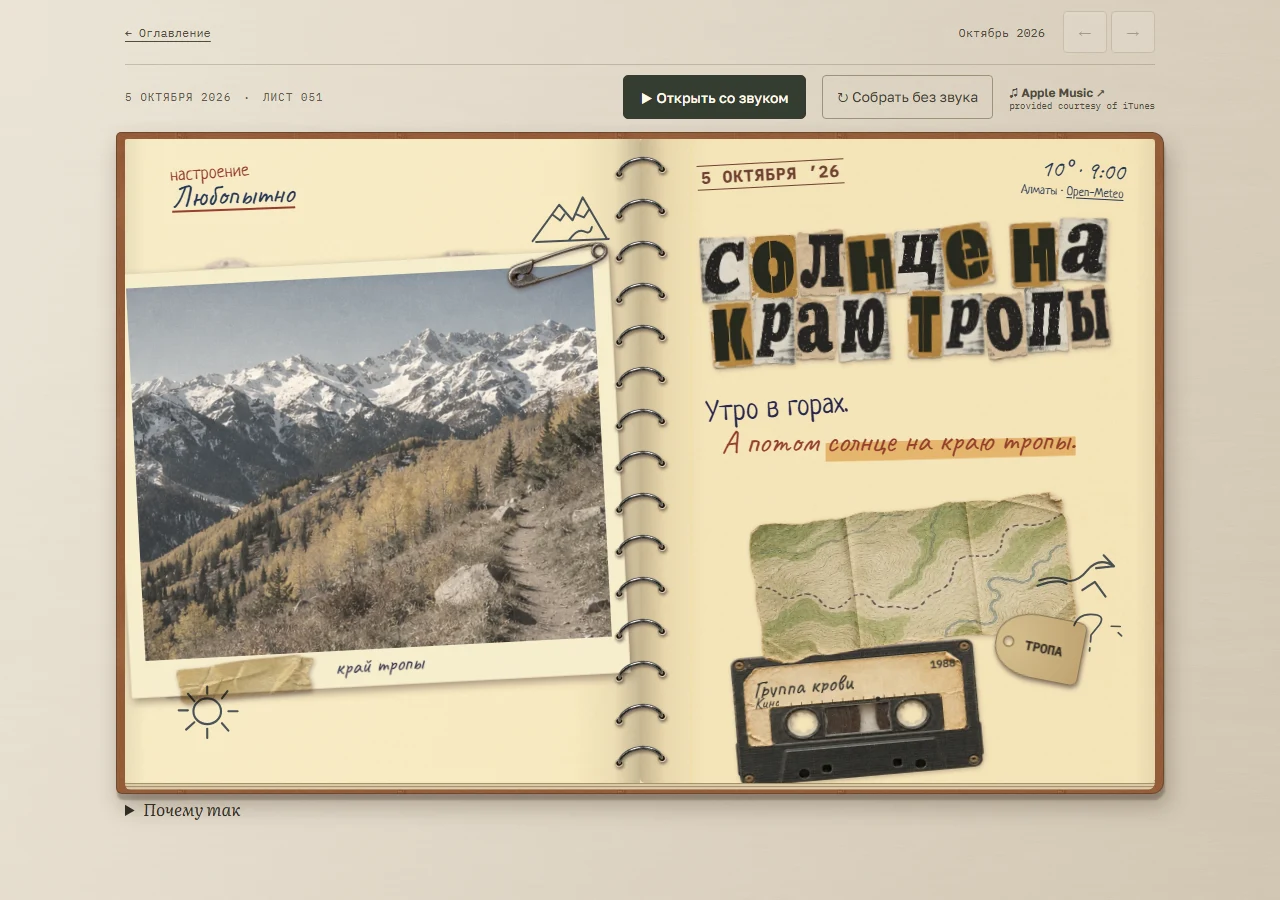 ← Оглавление
Октябрь 2026
← →
5 ОКТЯБРЯ 2026 · ЛИСТ 051
▶ Открыть со звуком
↻ Собрать без звука
♫ Apple Music ↗
provided courtesy of iTunes
настроение
Любопытно
край тропы
5 ОКТЯБРЯ ’26
10° · 9:00
Алматы · Open-Meteo
солнце на
краю тропы
Утро в горах.
А потом солнце на краю тропы.
ТРОПА
1988
Группа крови
Кино
▶ Почему так